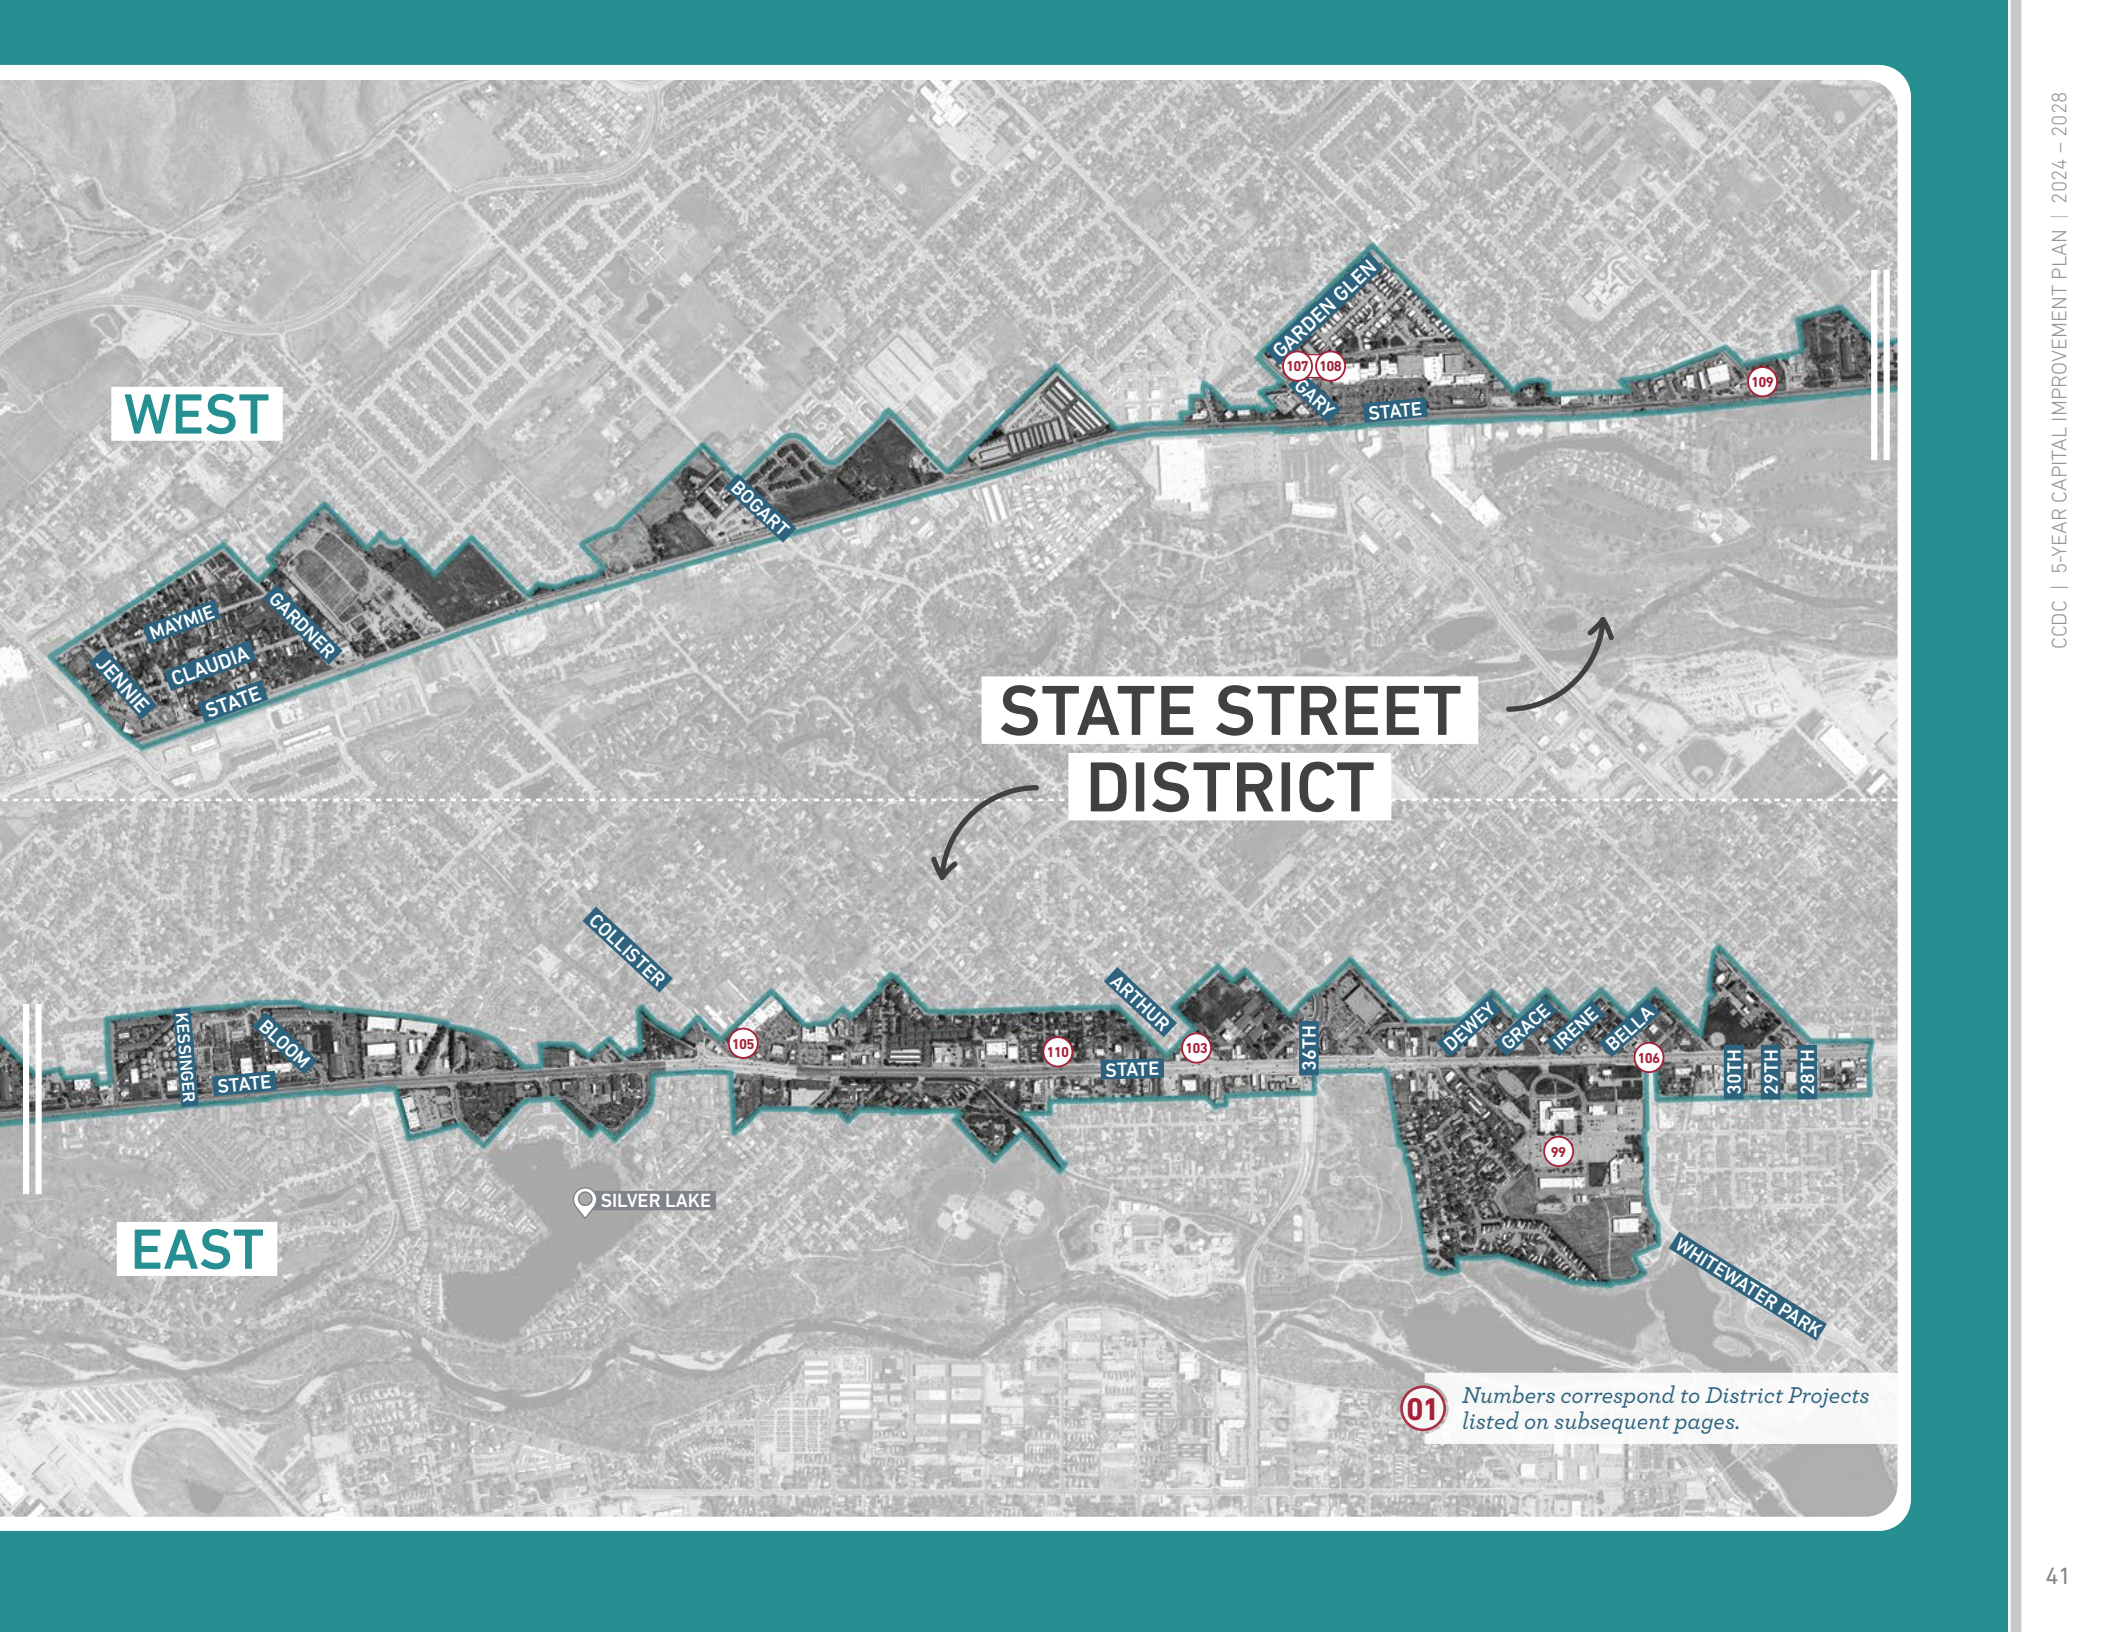 WEST
GARDEN GLEN
107
108
GARY
STATE
109
BOGART
MAYMIE
GARDNER
CLAUDIA
JENNIE
STATE
STATE STREET
DISTRICT
COLLISTER
ARTHUR
KESSINGER
BLOOM
STATE
105
110
STATE
103
36TH
DEWEY
GRACE
IRENE
BELLA
106
30TH
29TH
28TH
99
SILVER LAKE
EAST
WHITEWATER PARK
01
Numbers correspond to District Projects
listed on subsequent pages.
CCDC | 5-YEAR CAPITAL IMPROVEMENT PLAN | 2024 – 2028
41